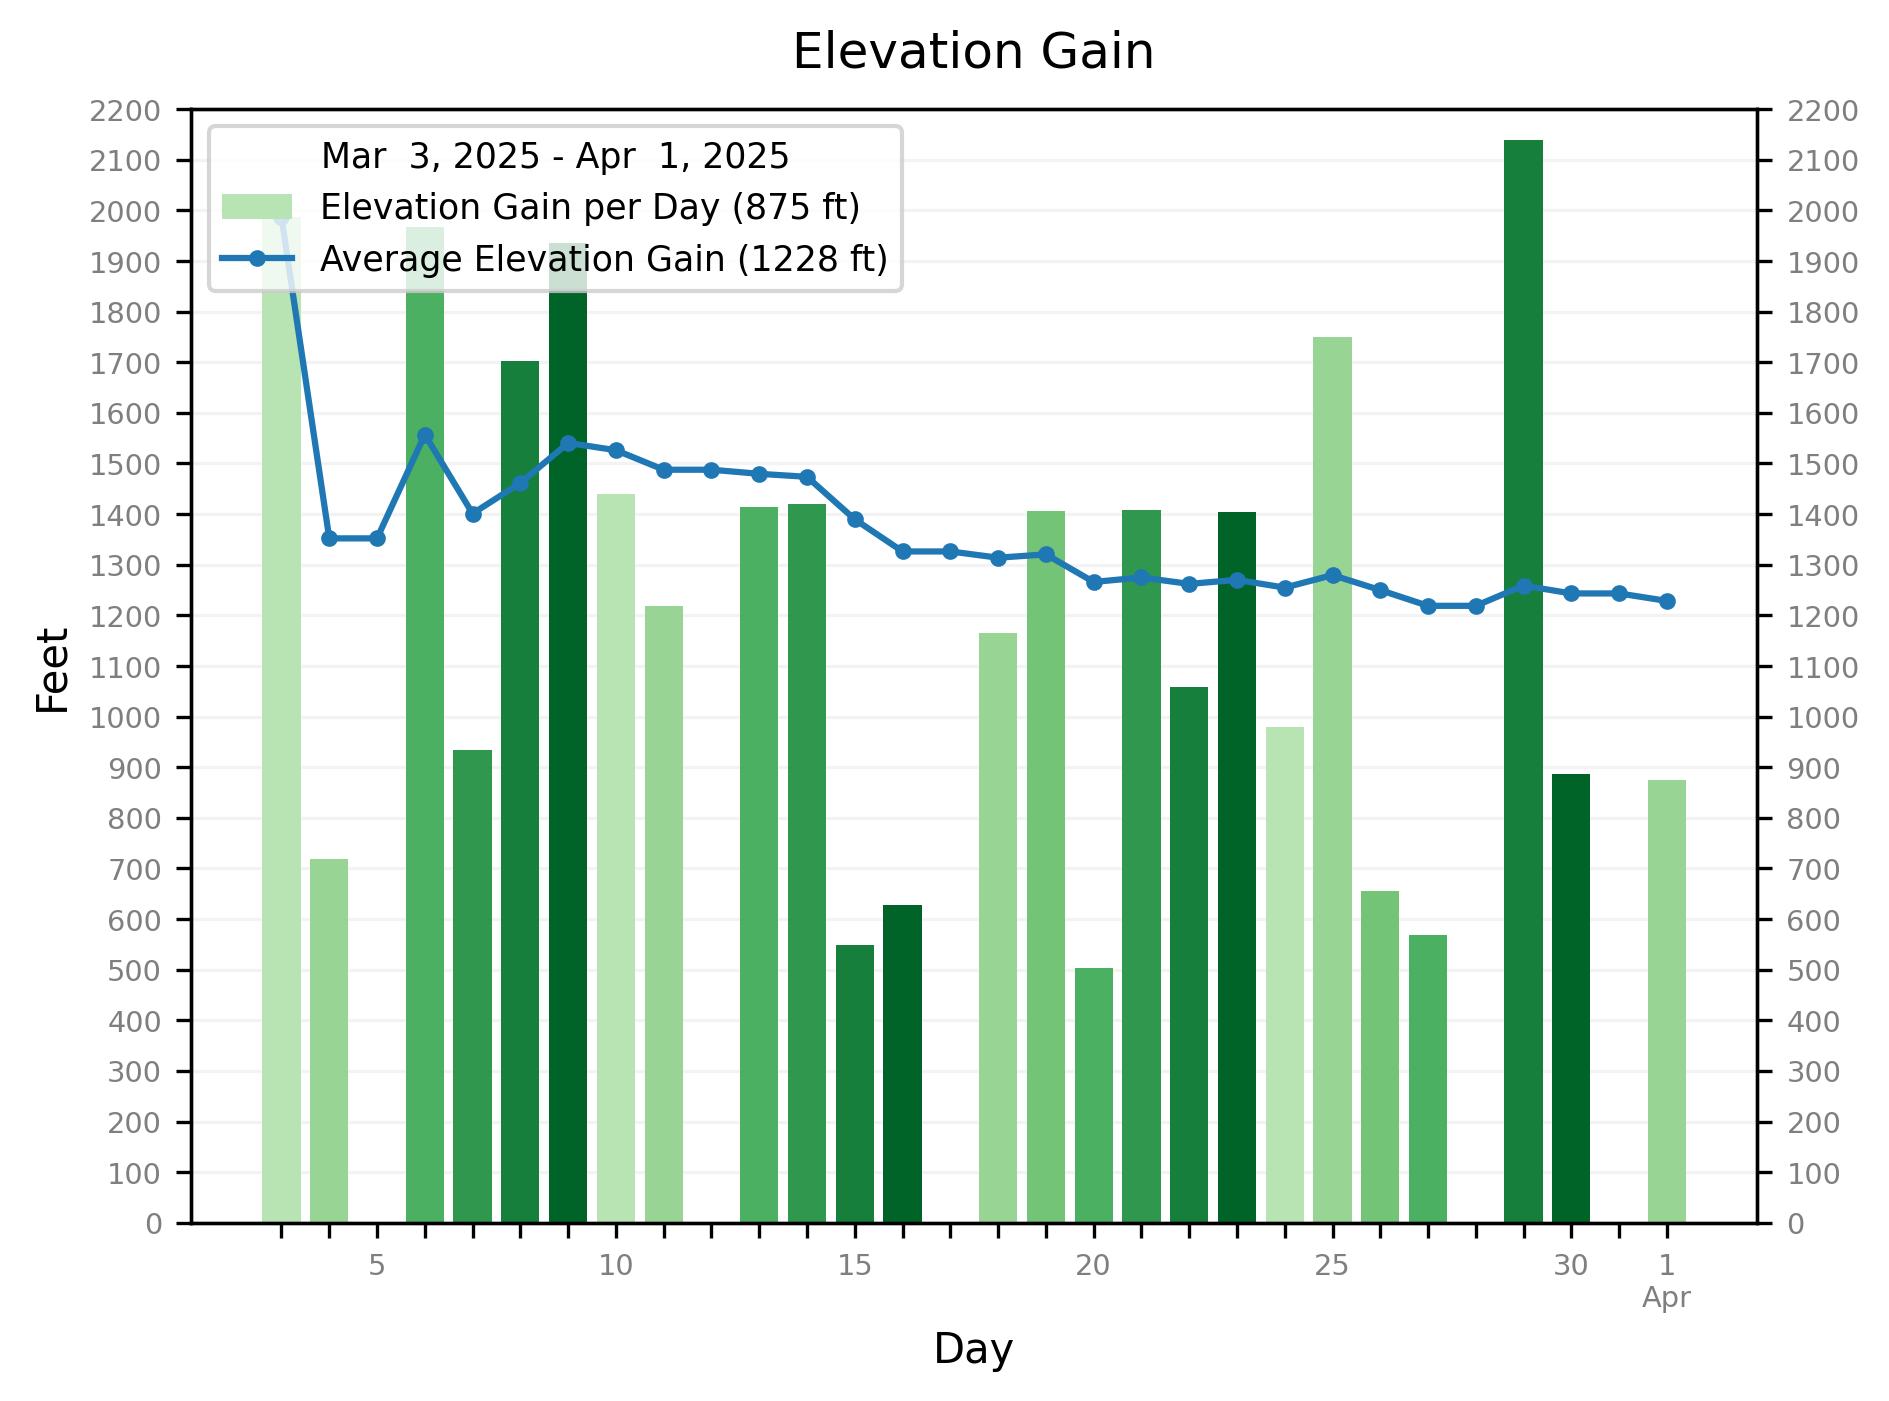 Elevation Gain
Mar  3, 2025 - Apr  1, 2025
Elevation Gain per Day (875 ft)
Average Elevation Gain (1228 ft)
Feet
2200 2200
2100 2100
2000 2000
1900 1900
1800 1800
1700 1700
1600 1600
1500 1500
1400 1400
1300 1300
1200 1200
1100 1100
1000 1000
900 900
800 800
700 700
600 600
500 500
400 400
300 300
200 200
100 100
0 0
5 10 15 20 25 30 1
Apr
Day